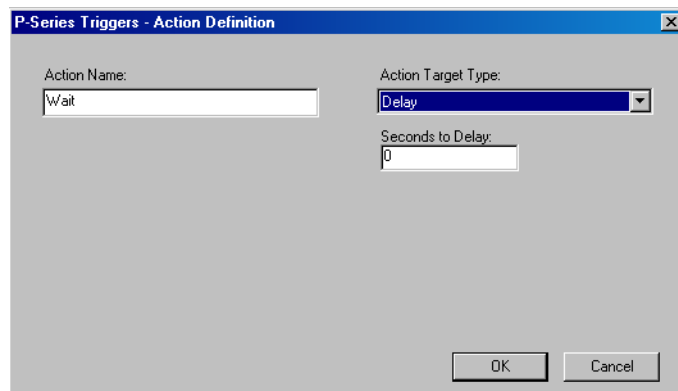 P-Series Triggers - Action Definition
Action Name:
Action Target Type:
Wait
Delay
Seconds to Delay:
0
OK
Cancel